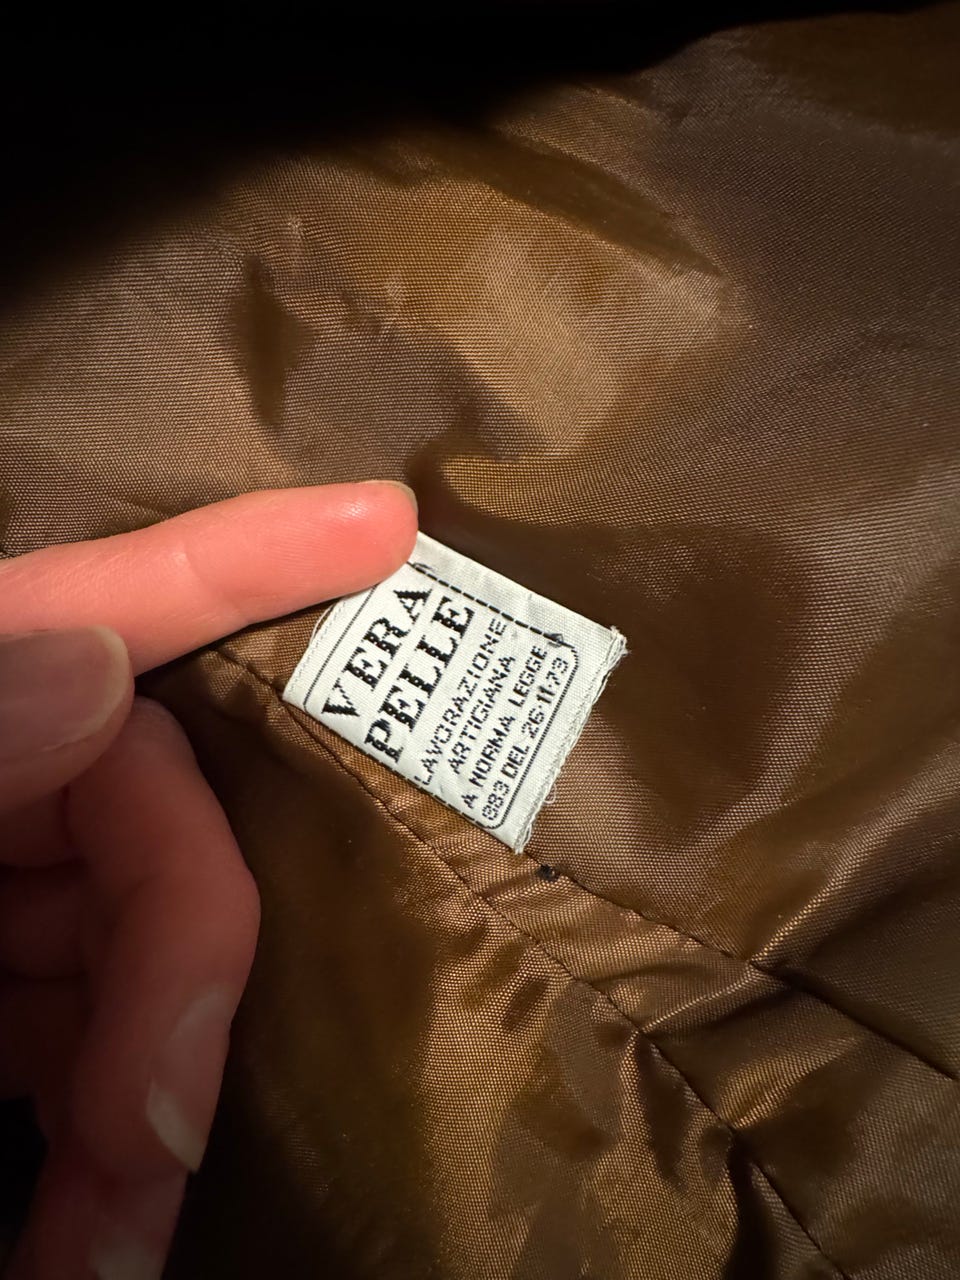 VERA
PELLE
LAVORAZIONE
ARTIGIANA
A NORMA LEGGE
883 DEL 26·11·73